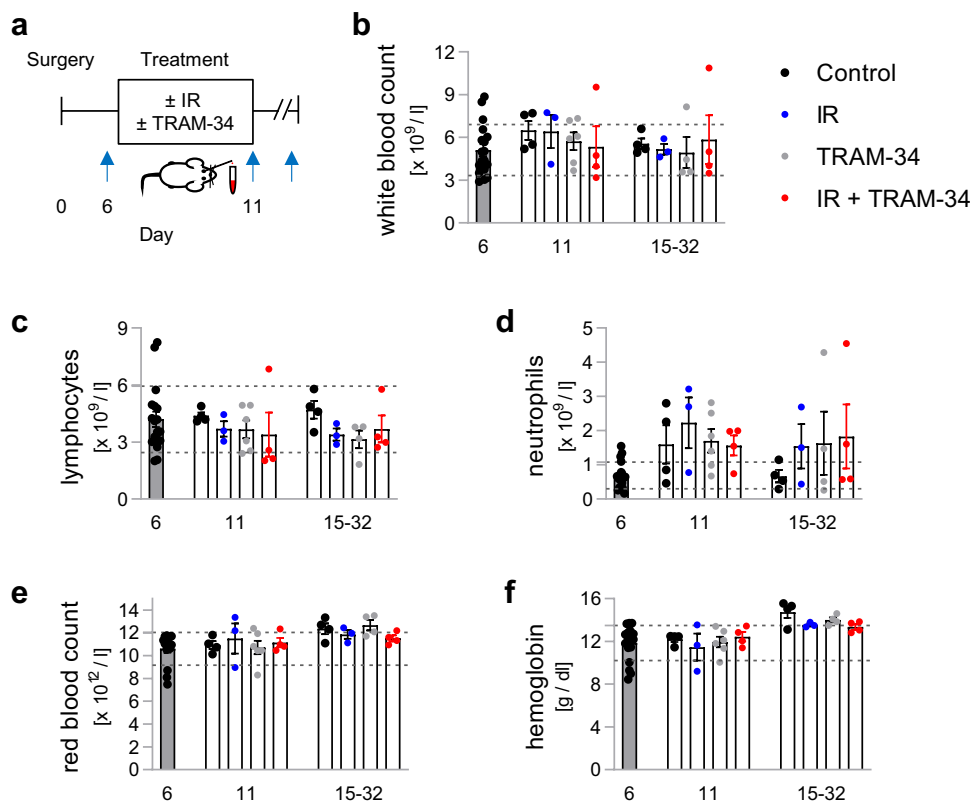 a
Surgery
Treatment
± IR
± TRAM-34
0
6
11
Day
b
white blood count
[x 10⁹ / l]
12
9
6
3
0
6
11
15-32
Control
IR
TRAM-34
IR + TRAM-34
c
lymphocytes
[x 10⁹ / l]
9
6
3
0
6
11
15-32
d
neutrophils
[x 10⁹ / l]
5
4
3
2
1
0
6
11
15-32
e
red blood count
[x 10¹² / l]
14
12
10
8
6
4
2
0
6
11
15-32
f
hemoglobin
[g / dl]
16
12
8
4
0
6
11
15-32